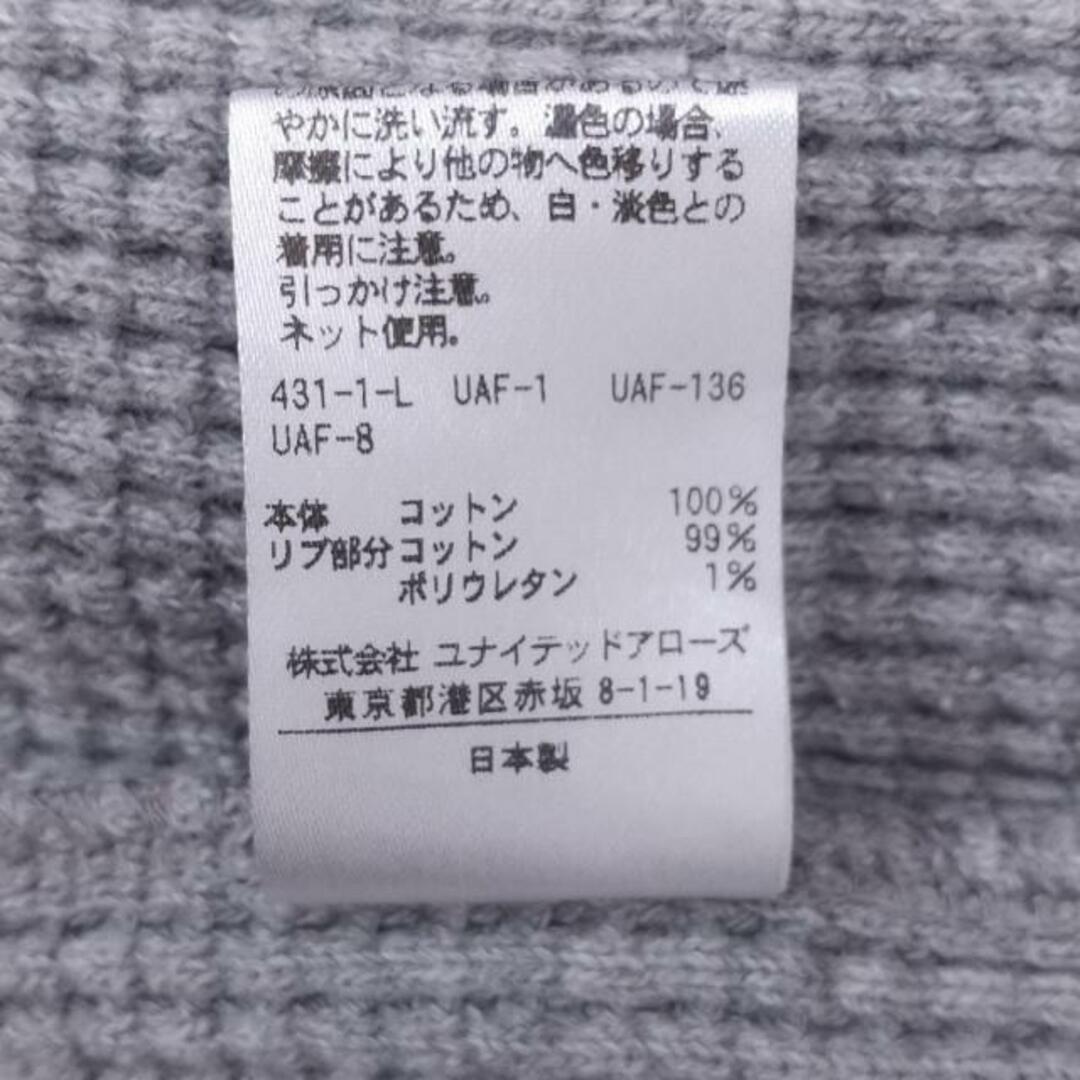 やかに洗い流す。濃色の場合、
摩擦により他の物へ色移りする
ことがあるため、白・淡色との
着用に注意。
引っかけ注意。
ネット使用。
431-1-L UAF-1 UAF-136
UAF-8
本体 コットン 100%
リブ部分 コットン 99%
ポリウレタン 1%
株式会社 ユナイテッドアローズ
東京都港区赤坂 8-1-19
日本製